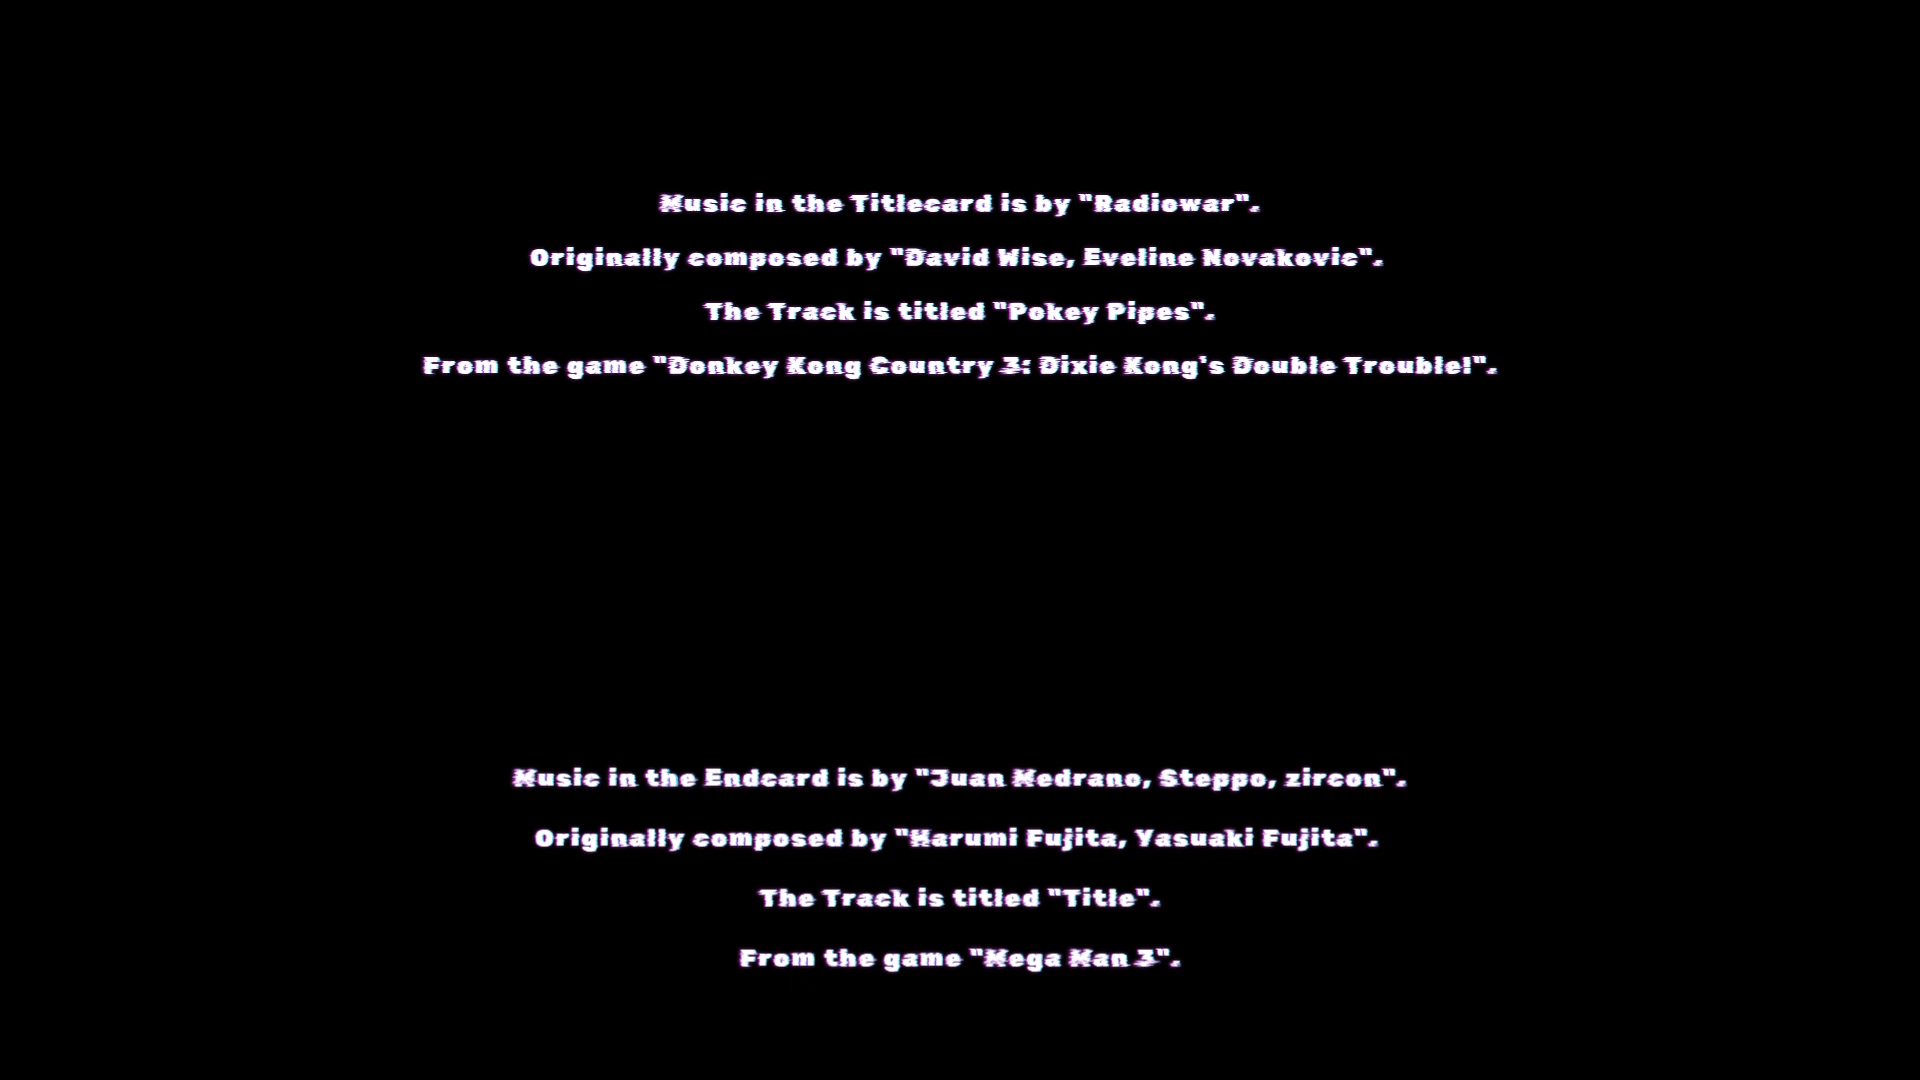 Music in the Titlecard is by "Radiowar".
Originally composed by "David Wise, Eveline Novakovic".
The Track is titled "Pokey Pipes".
From the game "Donkey Kong Country 3: Dixie Kong's Double Trouble!".
Music in the Endcard is by "Juan Medrano, Steppo, zircon".
Originally composed by "Harumi Fujita, Yasuaki Fujita".
The Track is titled "Title".
From the game "Mega Man 3".